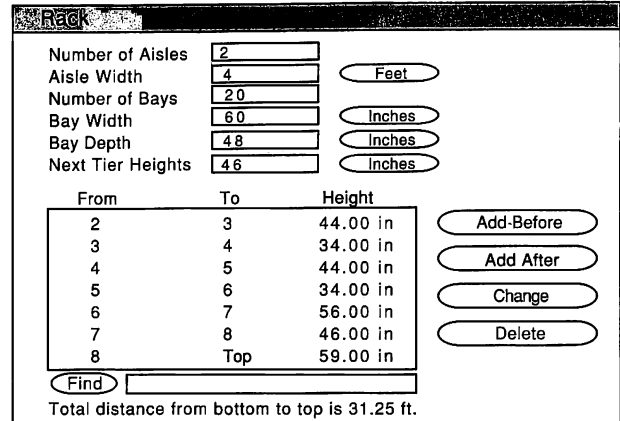 Rack
Number of Aisles 2
Aisle Width 4 Feet
Number of Bays 20
Bay Width 60 Inches
Bay Depth 48 Inches
Next Tier Heights 46 Inches
From To Height
2 3 44.00 in
3 4 34.00 in
4 5 44.00 in
5 6 34.00 in
6 7 56.00 in
7 8 46.00 in
8 Top 59.00 in
Add-Before
Add After
Change
Delete
Find
Total distance from bottom to top is 31.25 ft.